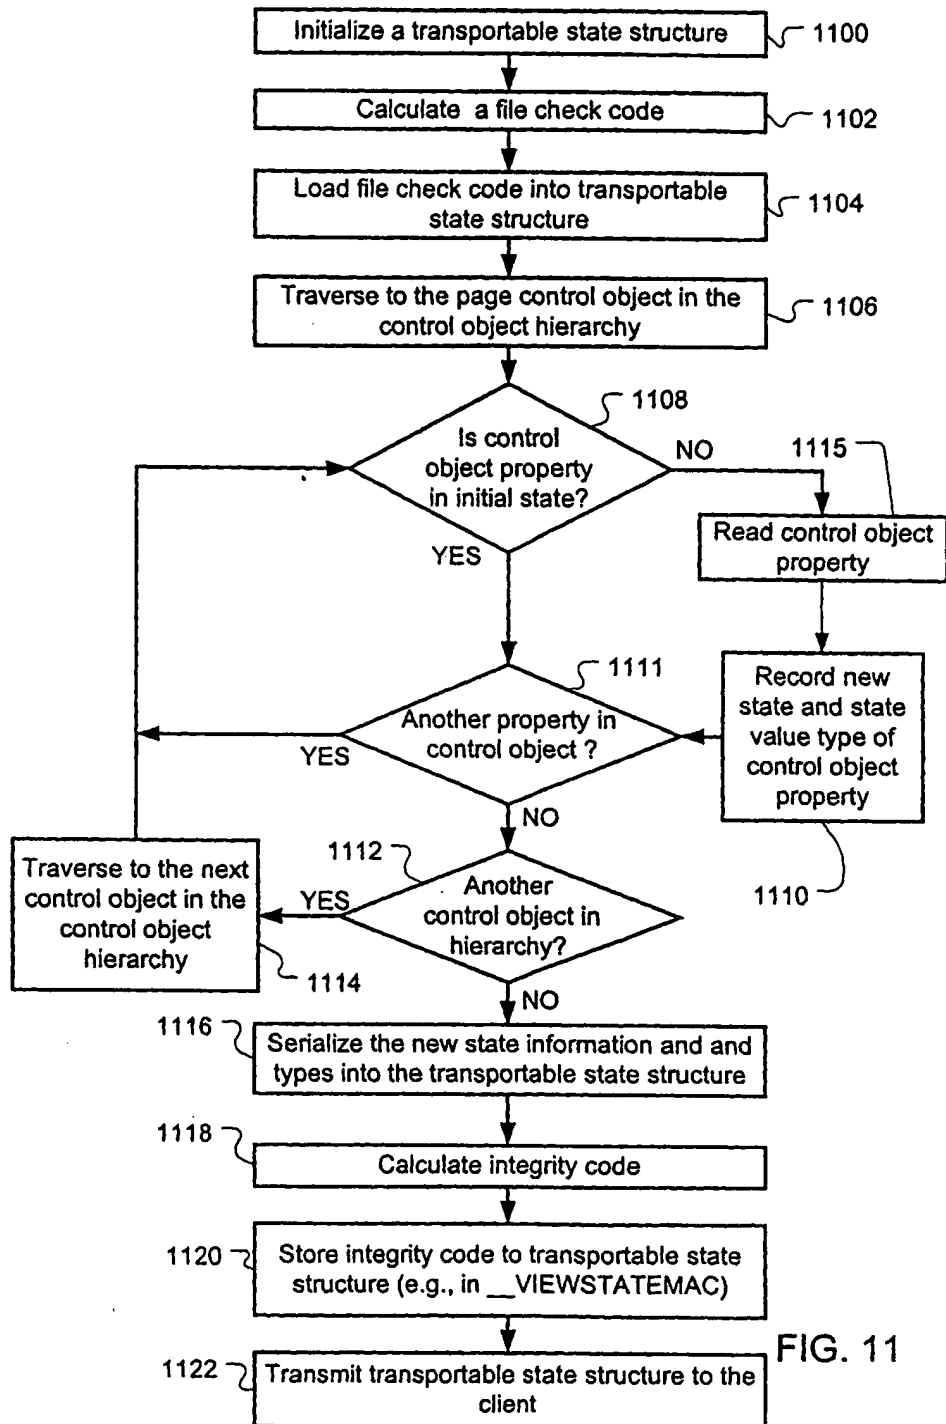 Initialize a transportable state structure
1100
Calculate a file check code
1102
Load file check code into transportable
state structure
1104
Traverse to the page control object in the
control object hierarchy
1106
1108
Is control
object property
in initial state?
NO
YES
1115
Read control object
property
1111
Another property in
control object ?
YES
NO
Record new
state and state
value type of
control object
property
1110
1112
Another
control object in
hierarchy?
YES
NO
Traverse to the next
control object in the
control object
hierarchy
1114
1116
Serialize the new state information and and
types into the transportable state structure
1118
Calculate integrity code
1120
Store integrity code to transportable state
structure (e.g., in __VIEWSTATEMAC)
1122
Transmit transportable state structure to the
client
FIG. 11